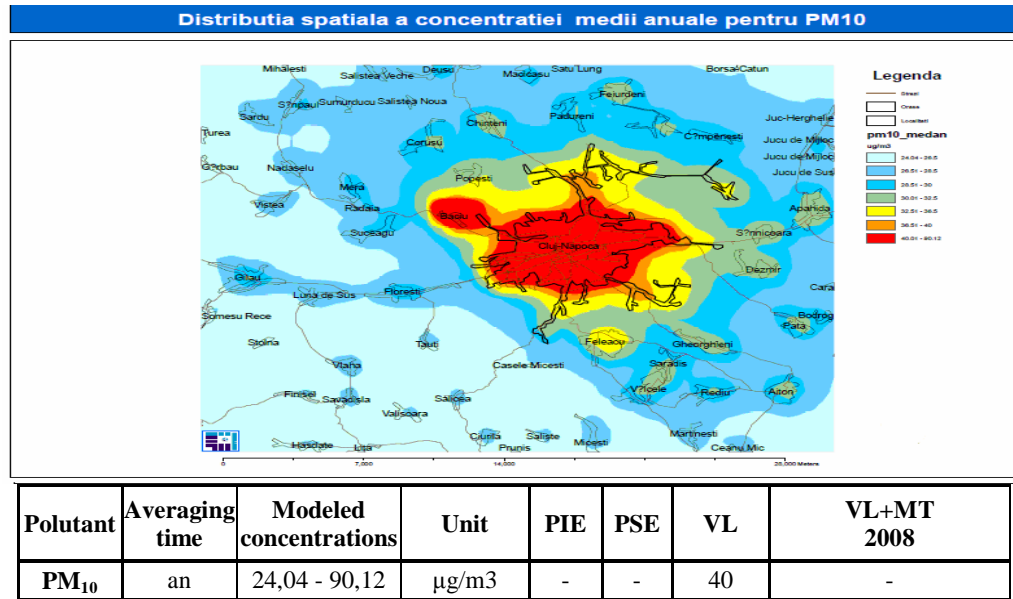 Distributia spatiala a concentratiei medii anuale pentru PM10
Mihălesti
Salistea Veche
Deusu
Macicasu
Satu Lung
Borsa-Catun
Legenda
Strazi
Orase
Localitati
pm10_medan
ug/m3
24.04 - 26.5
26.51 - 28.5
28.51 - 30
30.01 - 32.5
32.51 - 36.5
36.51 - 40
40.01 - 90.12
S?npaul
Sumurducu
Salistea Noua
Feiurdeni
Sardu
Padureni
Juc-Herghelie
Turea
Chinteni
C?mpenesti
Jucu de Mijloc
Corusu
Jucu de Mijloc
G?rbau
Nadaselu
Popesti
Jucu de Sus
Mera
Vistea
Radaia
Baciu
Apahida
Suceagu
Cluj-Napoca
S?nnicoara
Gilau
Dezmir
Luna de Sus
Floresti
Cara
Somesu Rece
Bodrog
Pata
Stolna
Tauti
Feleacu
Gheorghieni
Vlaha
Casele Micesti
Saradis
V?lcele
Rediu
Aiton
Finisel
Savadisla
Salicea
Valisoara
Ciurila
Saliste
Micesti
Martinesti
Hasdate
Lita
Prunis
Ceanu Mic
0 7,000 14,000 28,000 Meters
Polutant Averaging time Modeled concentrations Unit PIE PSE VL VL+MT 2008
PM10 an 24,04 - 90,12 µg/m3 - - 40 -